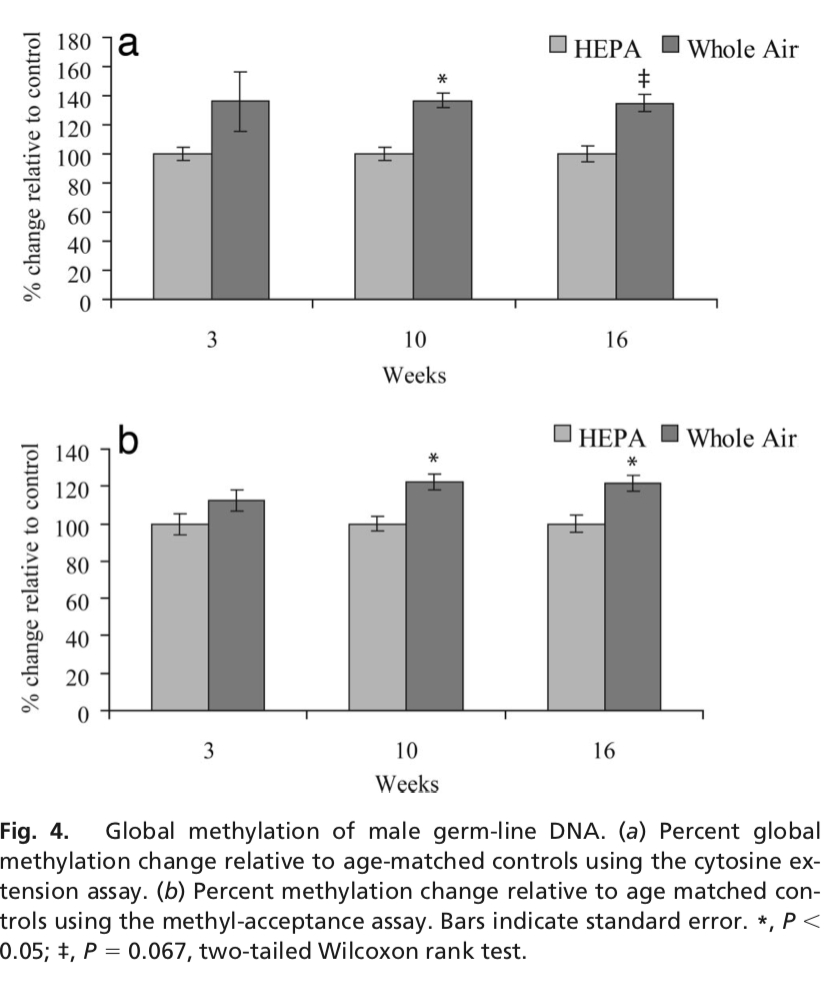 a
HEPA Whole Air
% change relative to control
180
160
140
120
100
80
60
40
20
0
*
‡
3 10 16
Weeks
b
HEPA Whole Air
% change relative to control
140
120
100
80
60
40
20
0
*
*
3 10 16
Weeks
Fig. 4. Global methylation of male germ-line DNA. (a) Percent global
methylation change relative to age-matched controls using the cytosine ex-
tension assay. (b) Percent methylation change relative to age matched con-
trols using the methyl-acceptance assay. Bars indicate standard error. *, P <
0.05; ‡, P = 0.067, two-tailed Wilcoxon rank test.